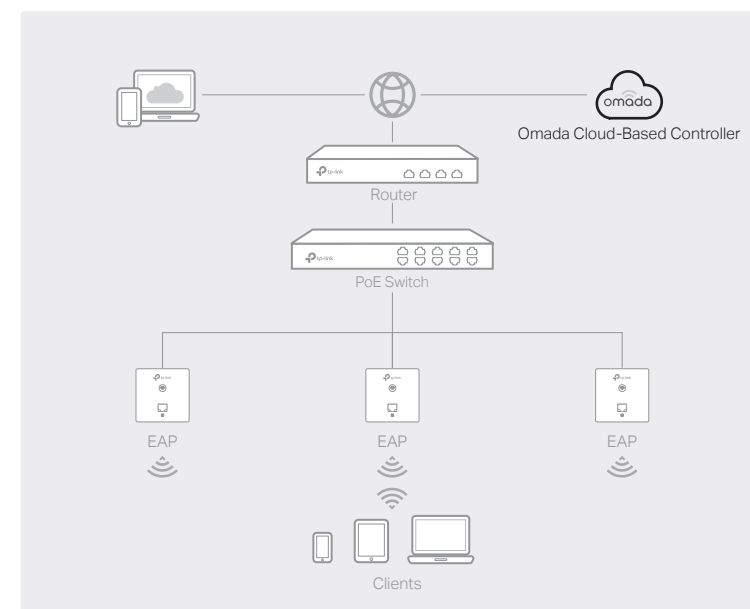 omada
Omada Cloud-Based Controller
tp-link
Router
tp-link
PoE Switch
tp-link
tp-link
tp-link
EAP
EAP
EAP
Clients